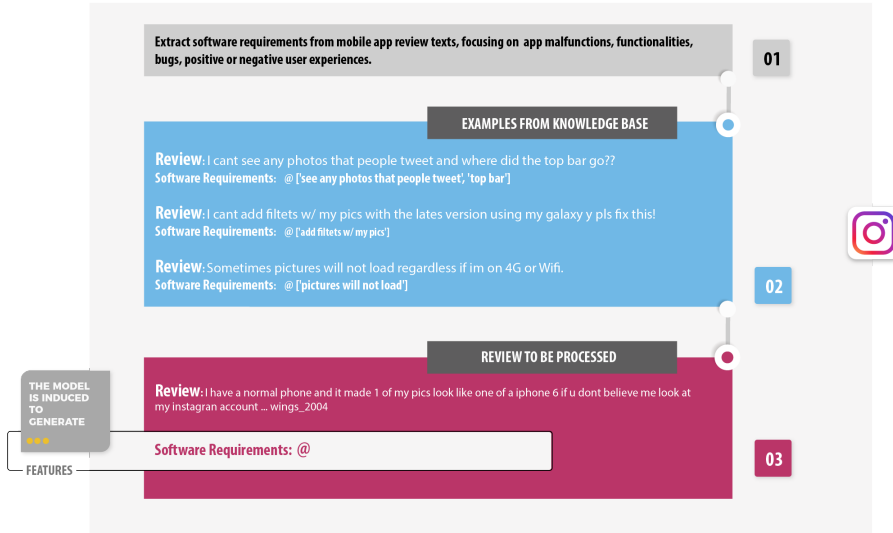 Extract software requirements from mobile app review texts, focusing on app malfunctions, functionalities,
bugs, positive or negative user experiences.
01
EXAMPLES FROM KNOWLEDGE BASE
Review: I cant see any photos that people tweet and where did the top bar go??
Software Requirements: @ ['see any photos that people tweet', 'top bar']
Review: I cant add filtets w/ my pics with the lates version using my galaxy y pls fix this!
Software Requirements: @ ['add filtets w/ my pics']
Review: Sometimes pictures will not load regardless if im on 4G or Wifi.
Software Requirements: @ ['pictures will not load']
02
REVIEW TO BE PROCESSED
Review: I have a normal phone and it made 1 of my pics look like one of a iphone 6 if u dont believe me look at
my instagran account ... wings_2004
THE MODEL
IS INDUCED
TO
GENERATE
Software Requirements: @
FEATURES
03